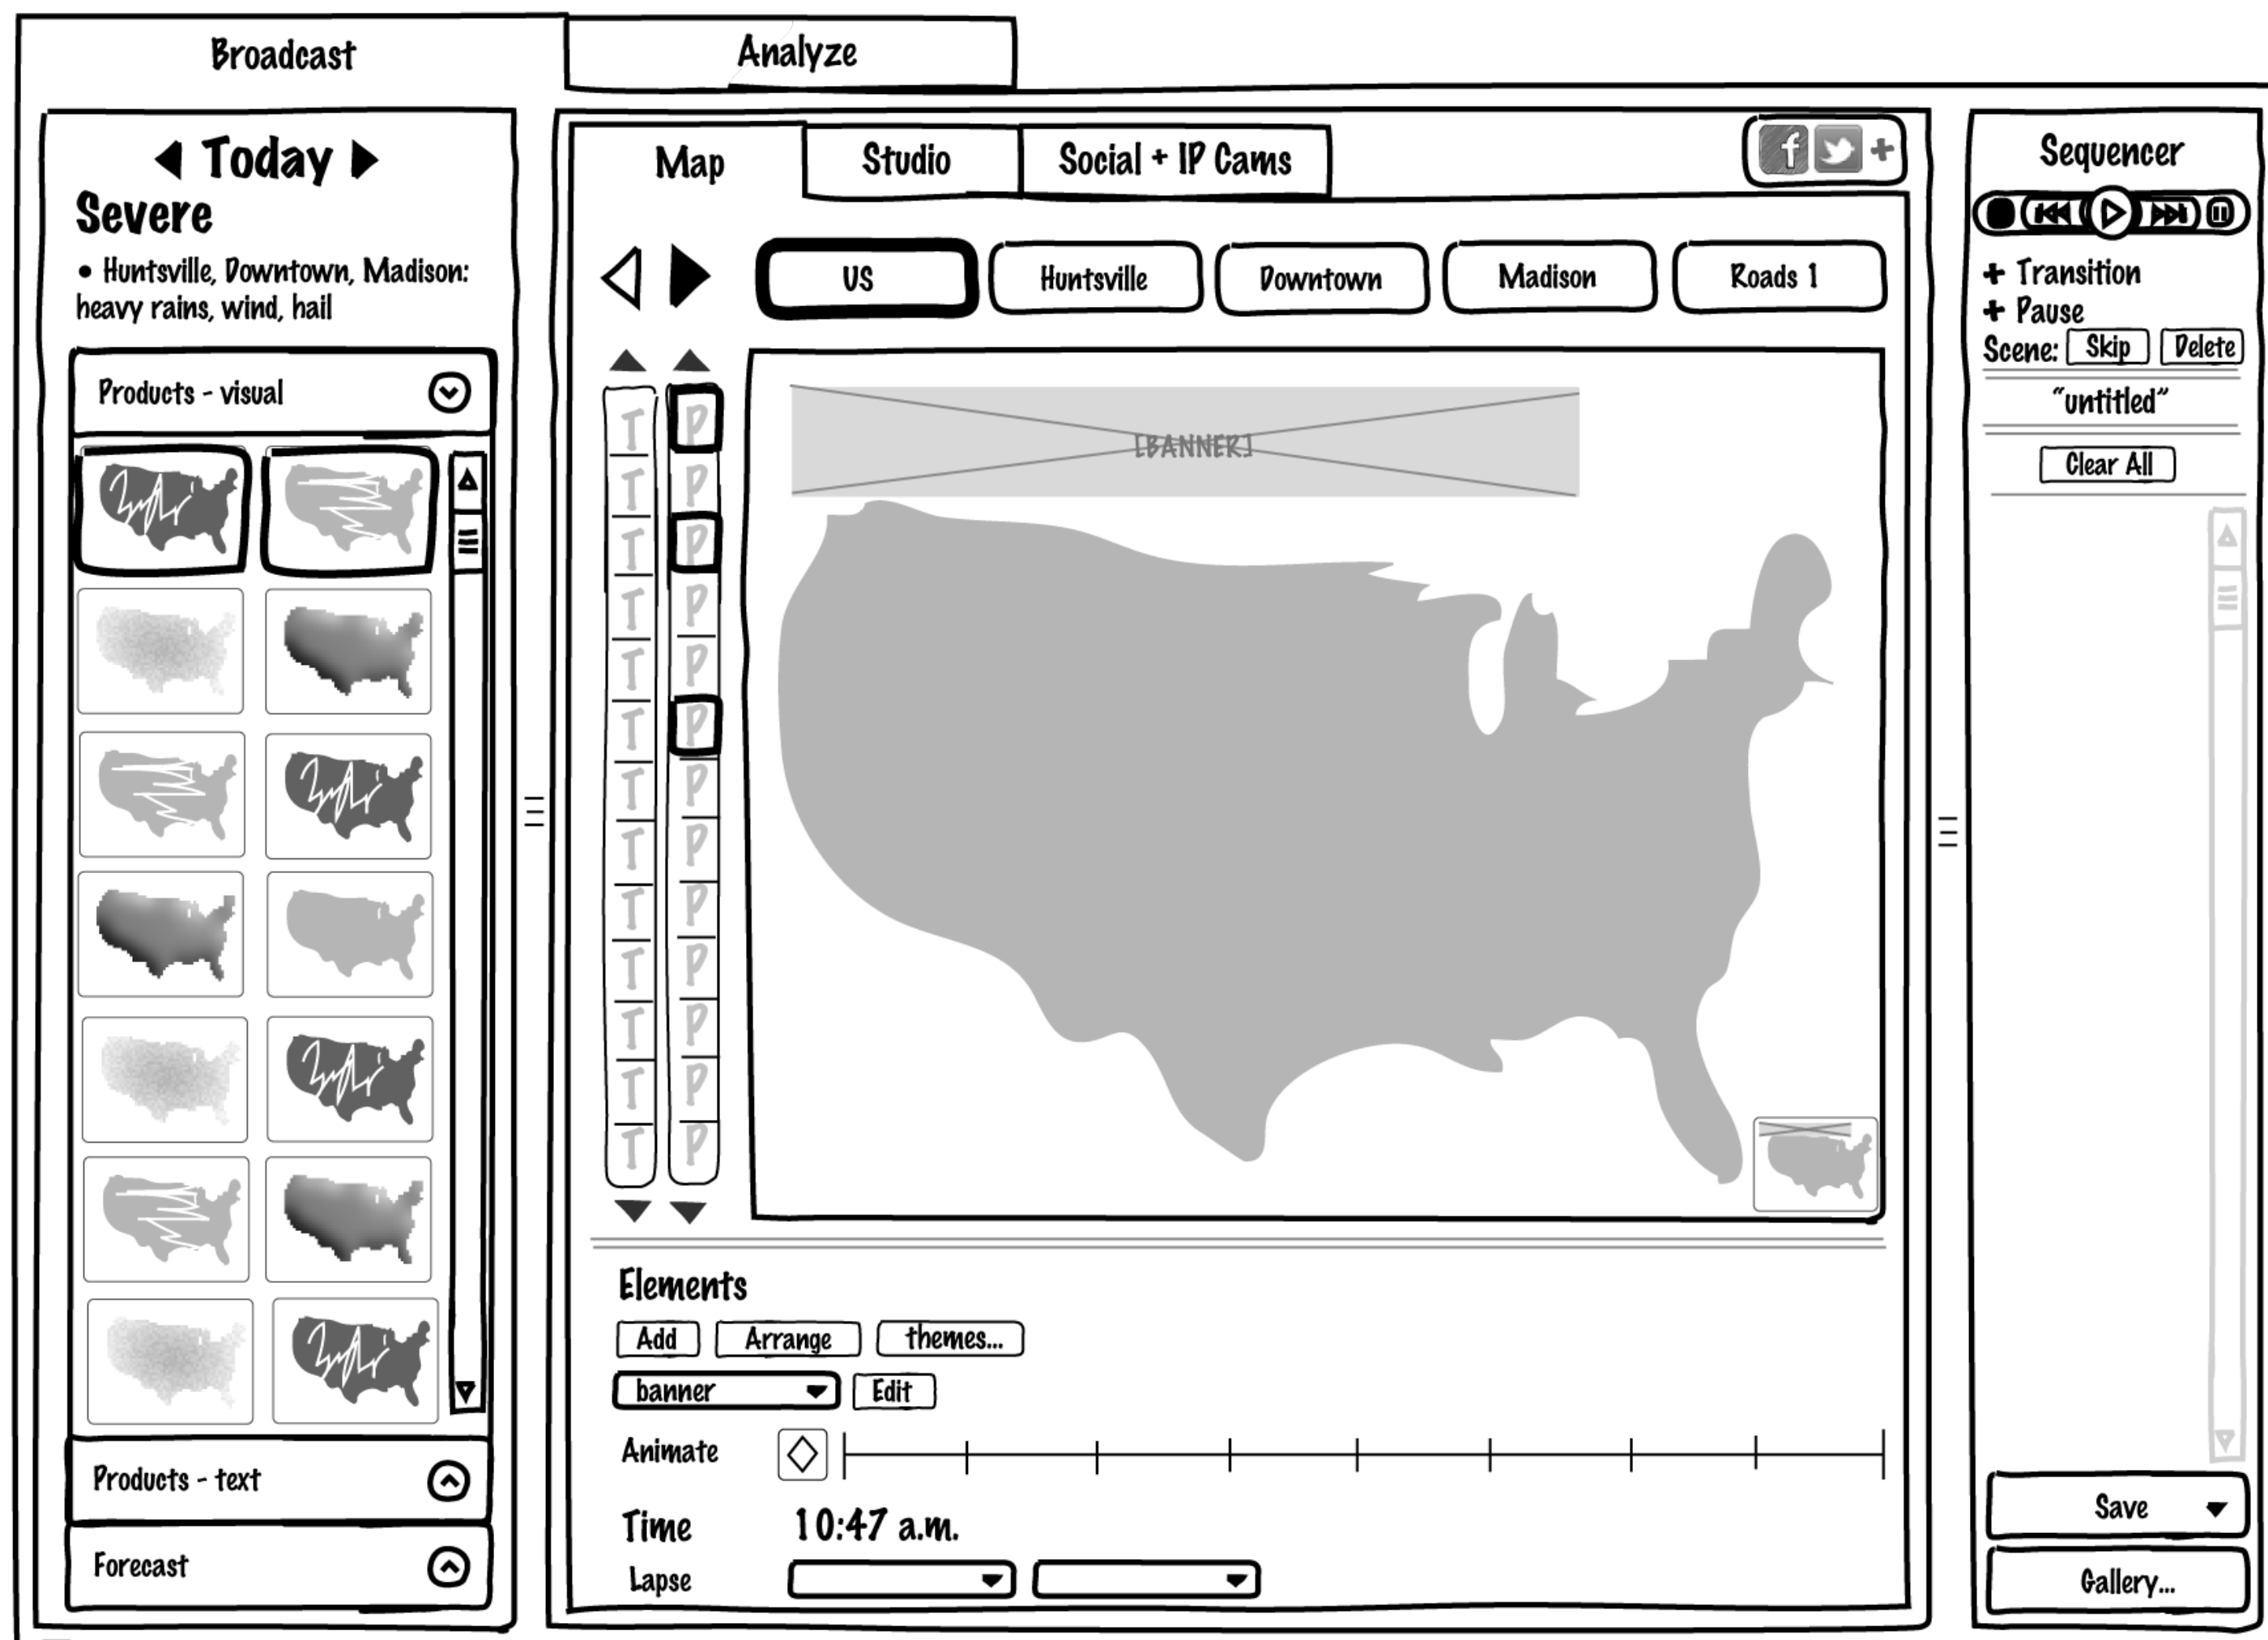 Broadcast
Analyze
Today
Severe
• Huntsville, Downtown, Madison:
heavy rains, wind, hail
Products - visual
Products - text
Forecast
Map
Studio
Social + IP Cams
f
+
US
Huntsville
Downtown
Madison
Roads 1
T
T
T
T
T
T
T
T
T
T
T
T
T
P
P
P
P
P
P
P
P
P
P
P
P
P
[BANNER]
Elements
Add
Arrange
themes...
banner
Edit
Animate
Time
10:47 a.m.
Lapse
Sequencer
+ Transition
+ Pause
Scene:
Skip
Delete
“untitled”
Clear All
Save
Gallery...